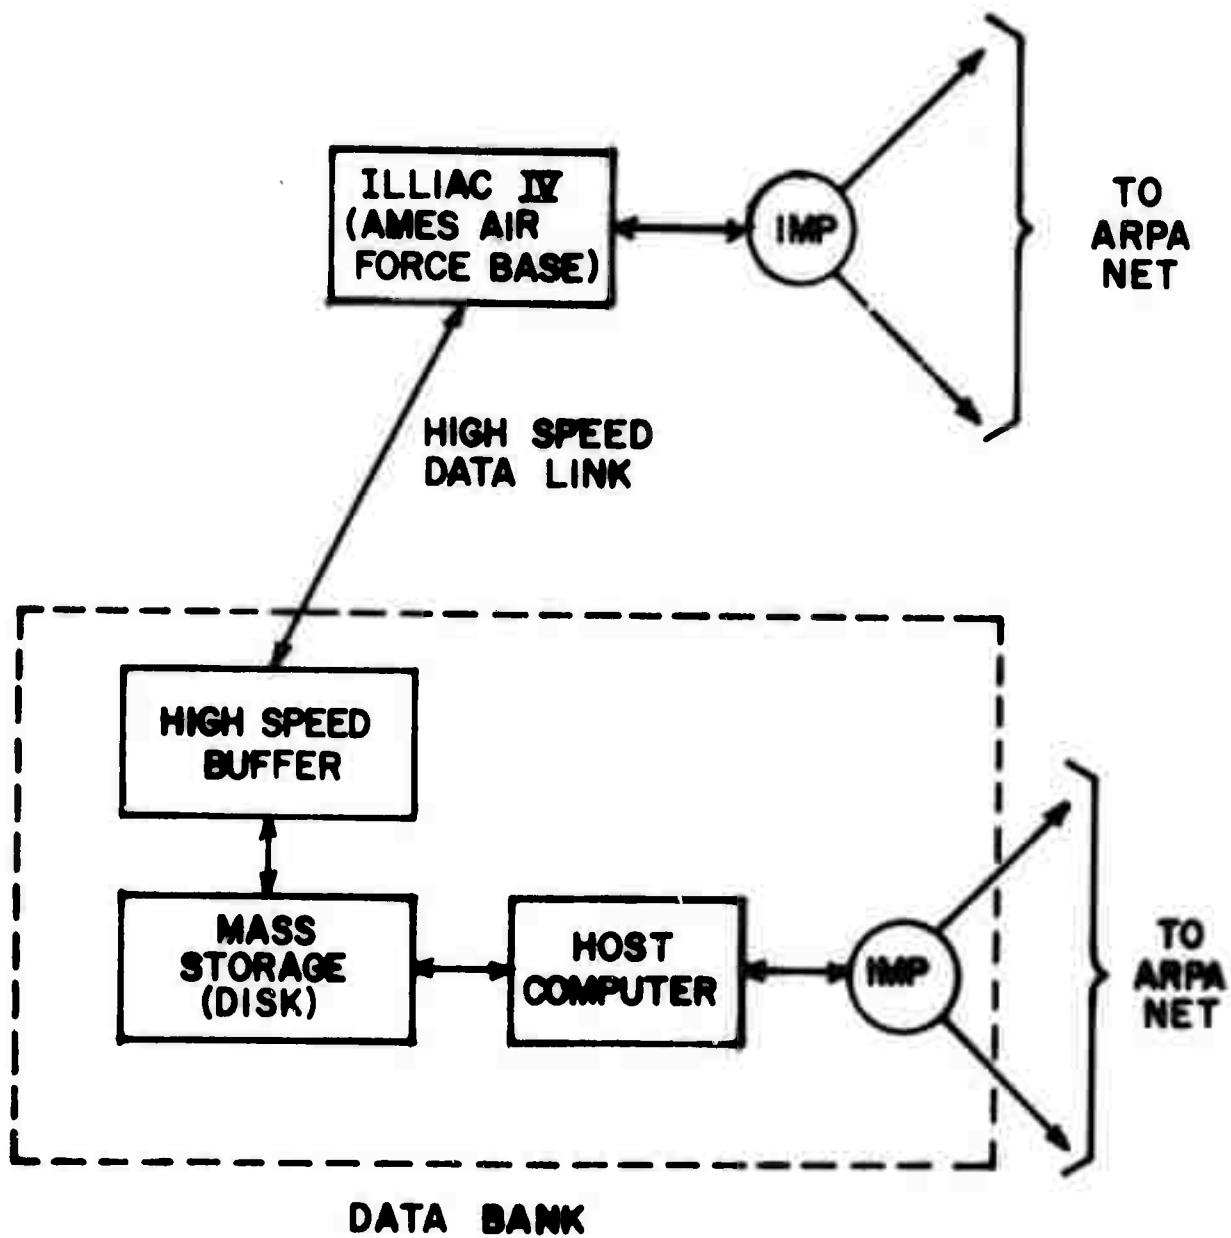 ILLIAC IV
(AMES AIR
FORCE BASE)
IMP
TO
ARPA
NET
HIGH SPEED
DATA LINK
HIGH SPEED
BUFFER
MASS
STORAGE
(DISK)
HOST
COMPUTER
IMP
TO
ARPA
NET
DATA BANK